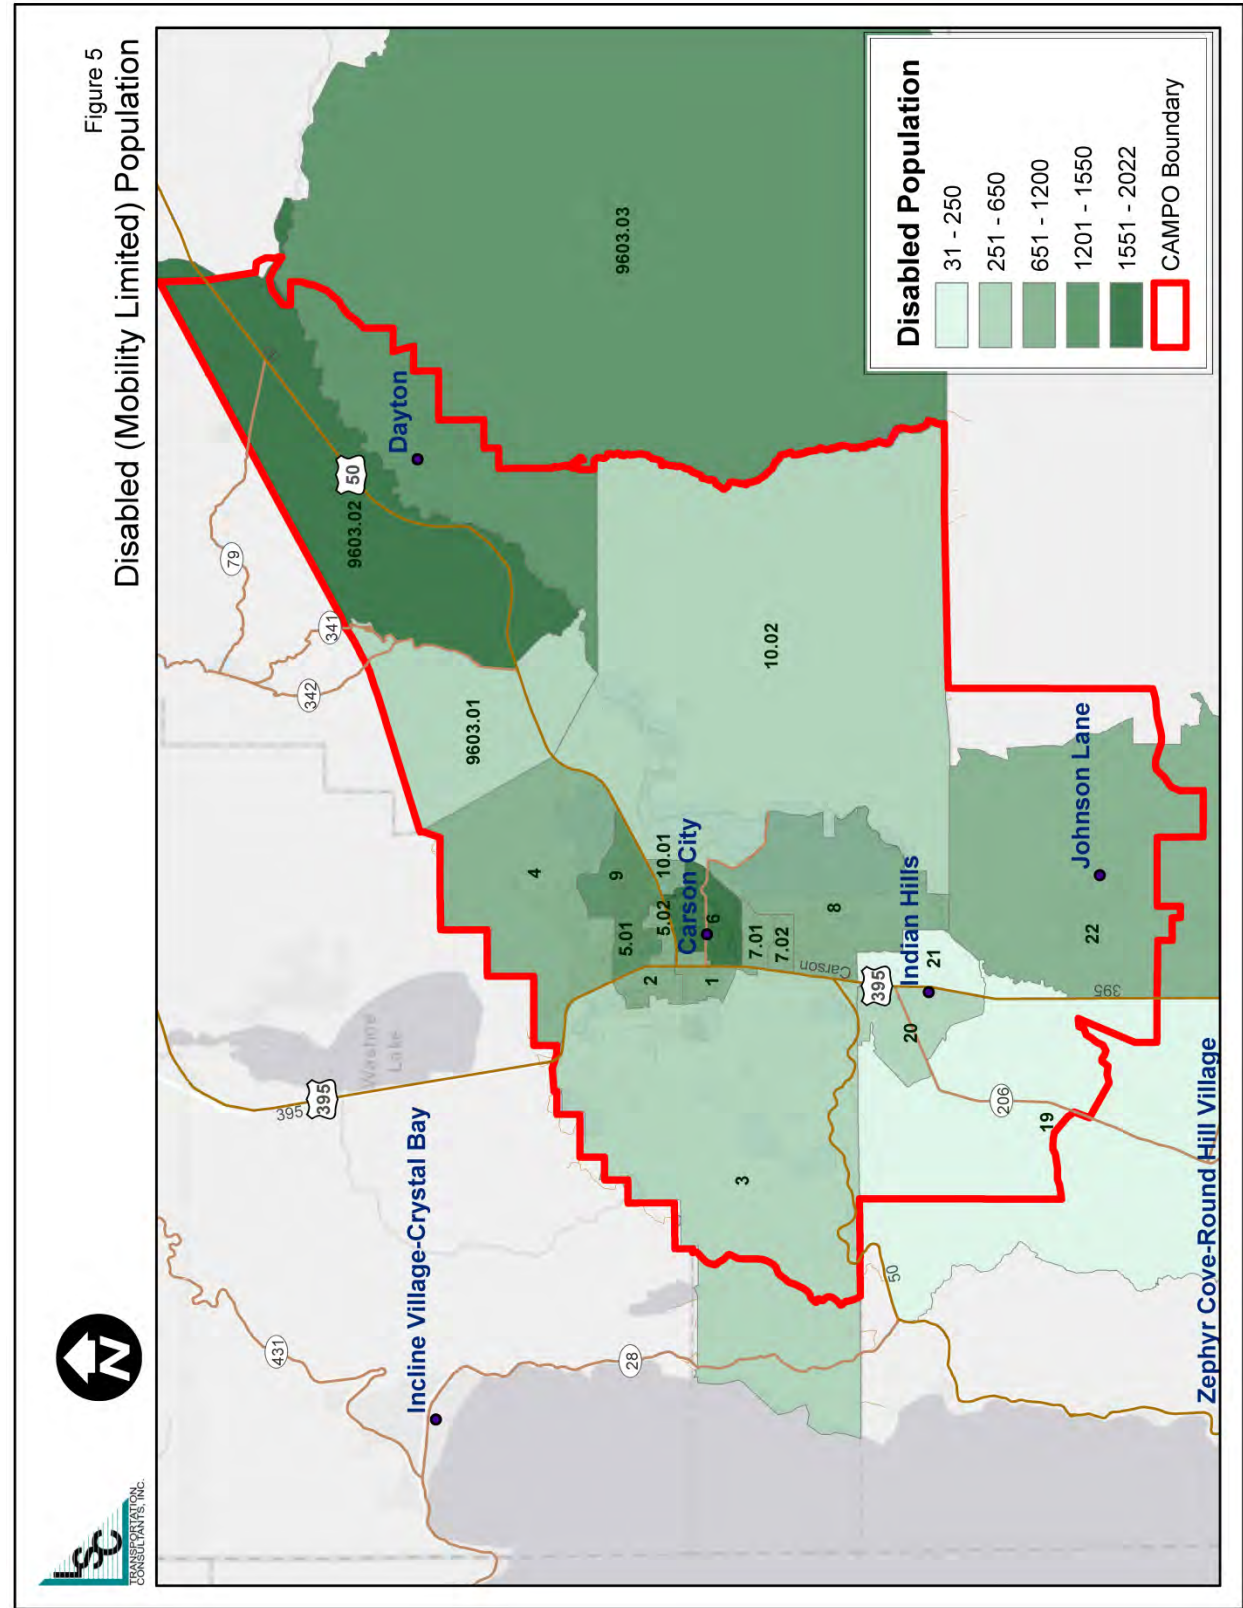 Figure 5
Disabled (Mobility Limited) Population
LSC
TRANSPORTATION
CONSULTANTS, INC.
N
431
28
Incline Village-Crystal Bay
Washoe
Lake
395
395
342
341
79
50
9603.02
9603.01
9603.03
Dayton
4
9
5.01
5.02
10.01
10.02
2
1
6
Carson City
7.01
7.02
8
3
Carson
395
50
Indian Hills
20
21
19
206
395
22
Johnson Lane
Zephyr Cove-Round Hill Village
Disabled Population
31 - 250
251 - 650
651 - 1200
1201 - 1550
1551 - 2022
CAMPO Boundary